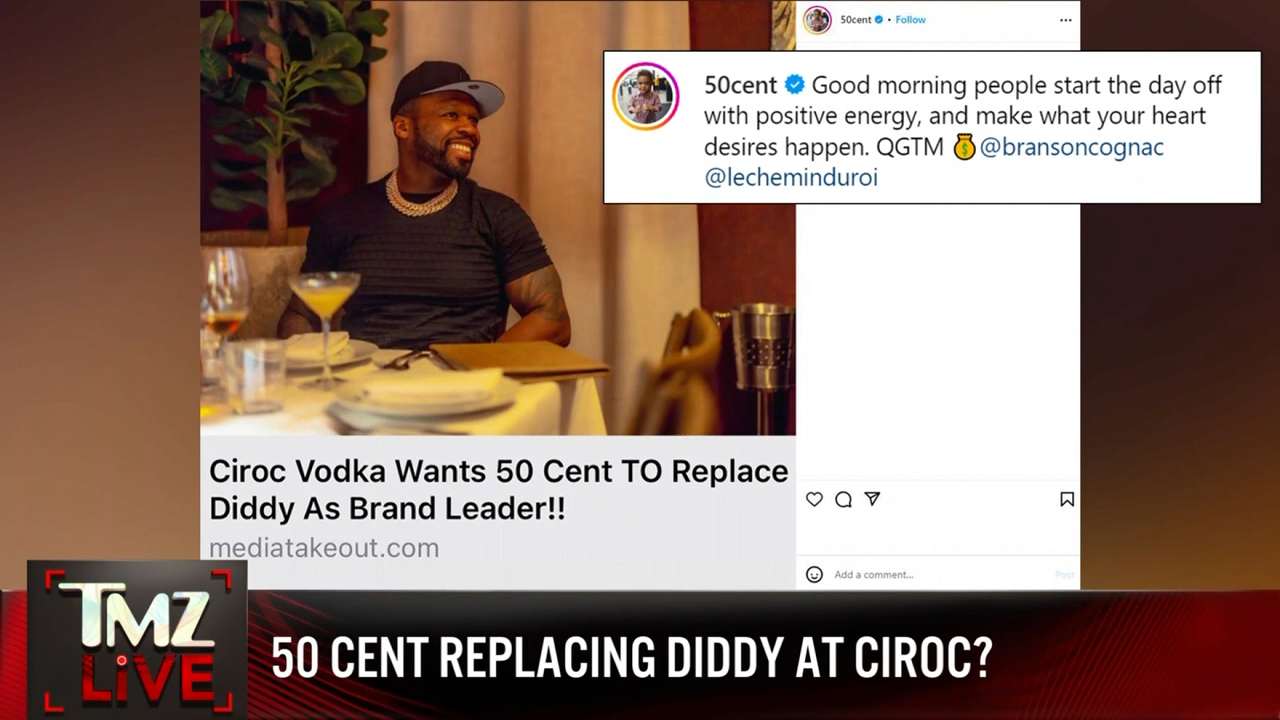 50cent • Follow
50cent Good morning people start the day off
with positive energy, and make what your heart
desires happen. QGTM 💰@bransoncognac
@lecheminduroi
Ciroc Vodka Wants 50 Cent TO Replace
Diddy As Brand Leader!!
mediatakeout.com
Add a comment... Post
TMZ
LiVE
50 CENT REPLACING DIDDY AT CIROC?